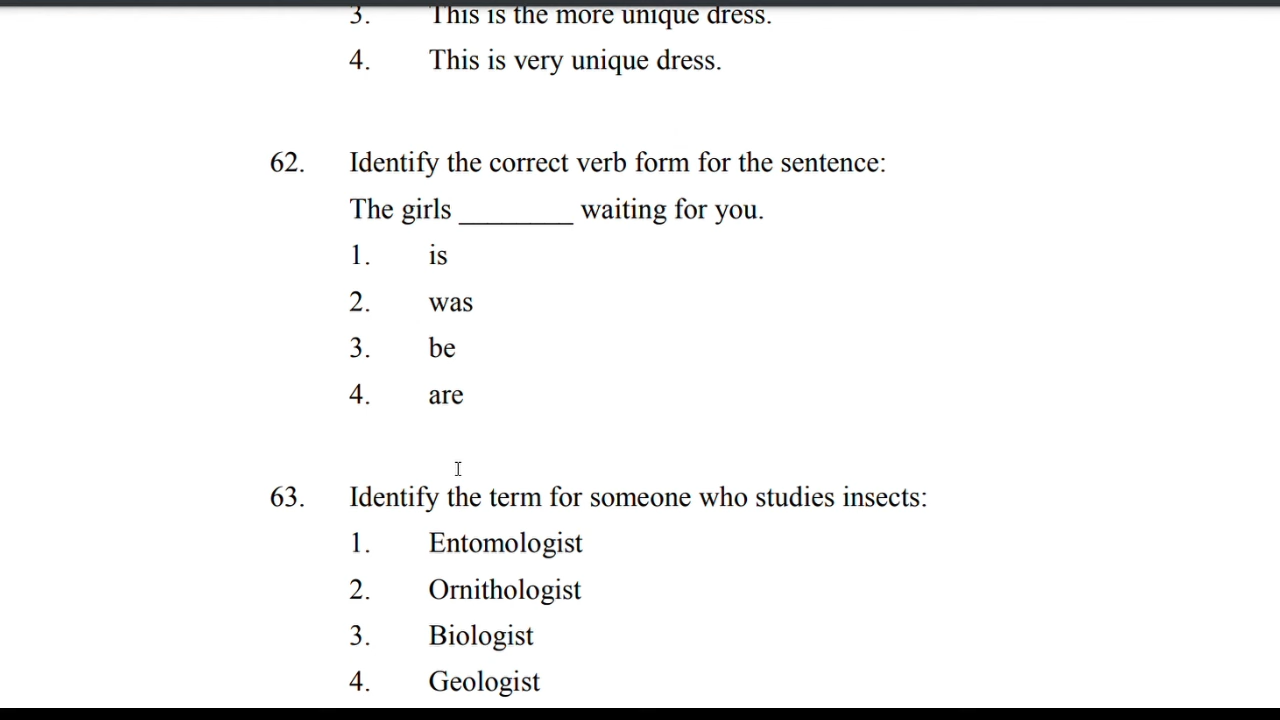 3. This is the more unique dress.
4. This is very unique dress.
62. Identify the correct verb form for the sentence:
The girls ________ waiting for you.
1. is
2. was
3. be
4. are
63. Identify the term for someone who studies insects:
1. Entomologist
2. Ornithologist
3. Biologist
4. Geologist